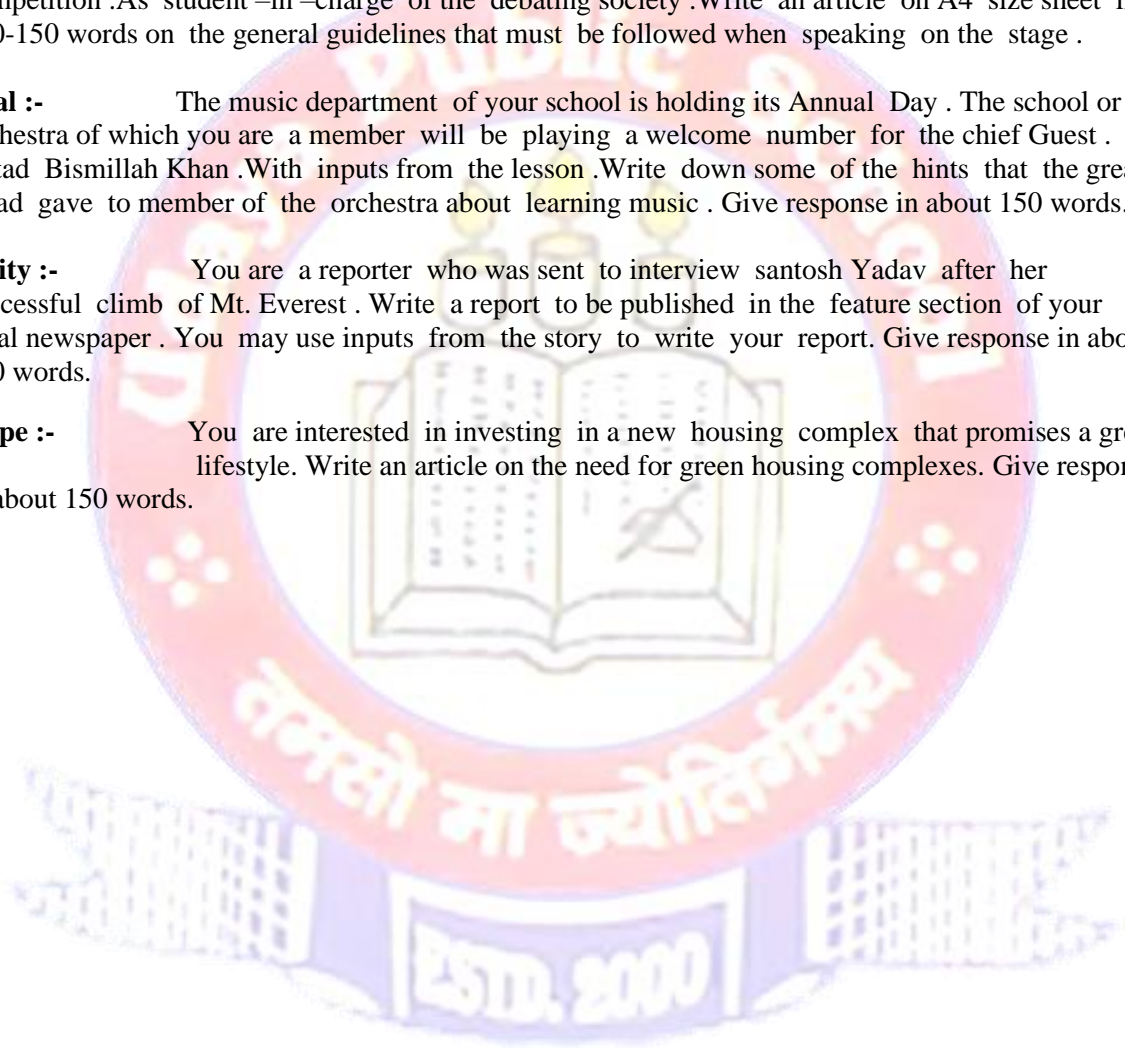 mpetition .As student –in –charge of the debating society .Write an article on A4 size sheet
0-150 words on the general guidelines that must be followed when speaking on the stage .
al :- The music department of your school is holding its Annual Day . The school or
hestra of which you are a member will be playing a welcome number for the chief Guest .
tad Bismillah Khan .With inputs from the lesson .Write down some of the hints that the grea
ad gave to member of the orchestra about learning music . Give response in about 150 words.
ity :- You are a reporter who was sent to interview santosh Yadav after her
cessful climb of Mt. Everest . Write a report to be published in the feature section of your
al newspaper . You may use inputs from the story to write your report. Give response in abo
0 words.
pe :- You are interested in investing in a new housing complex that promises a gre
lifestyle. Write an article on the need for green housing complexes. Give respon
about 150 words.
Uday Public School
तमसो मा ज्योतिर्गमय
ESTD. 2000